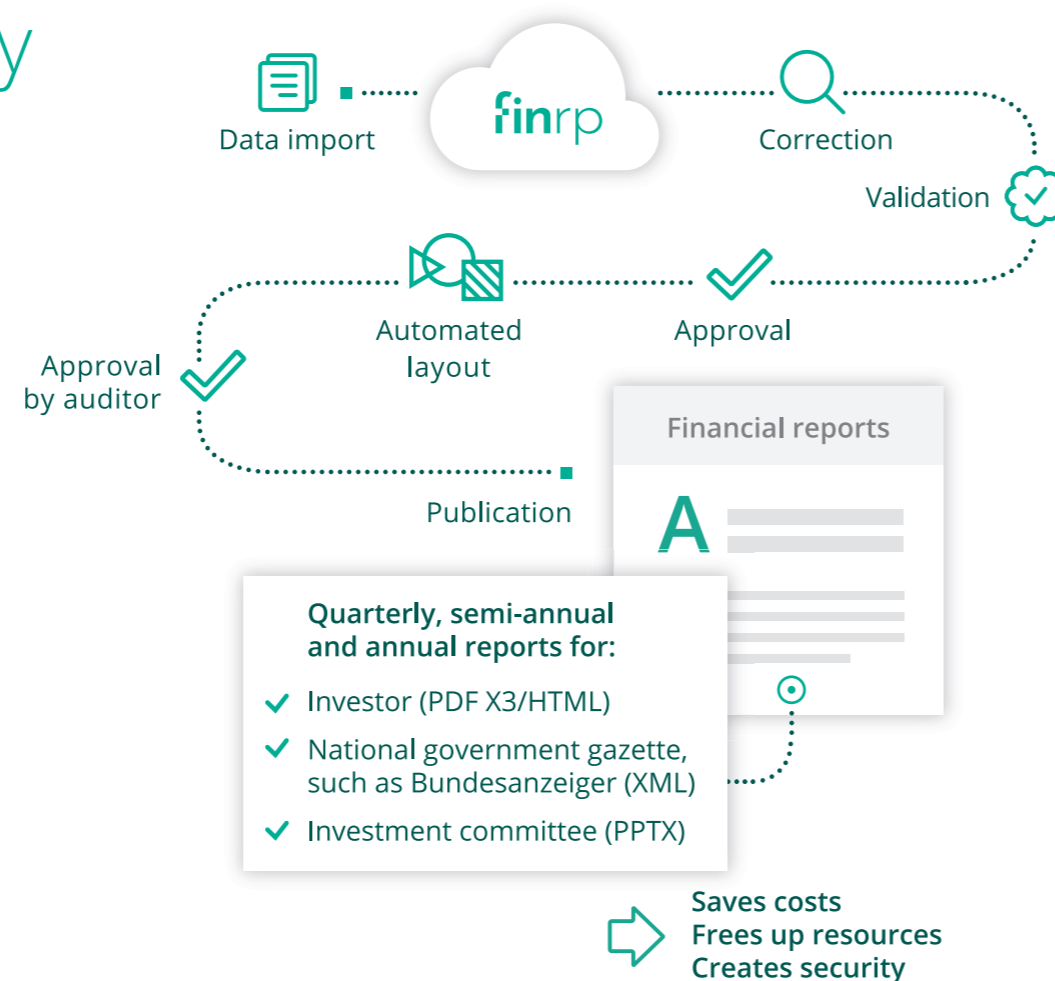 y
finrp
Data import
Correction
Validation
Automated
layout
Approval
Approval
by auditor
Financial reports
Publication
A
Quarterly, semi-annual
and annual reports for:
Investor (PDF X3/HTML)
National government gazette,
such as Bundesanzeiger (XML)
Investment committee (PPTX)
Saves costs
Frees up resources
Creates security